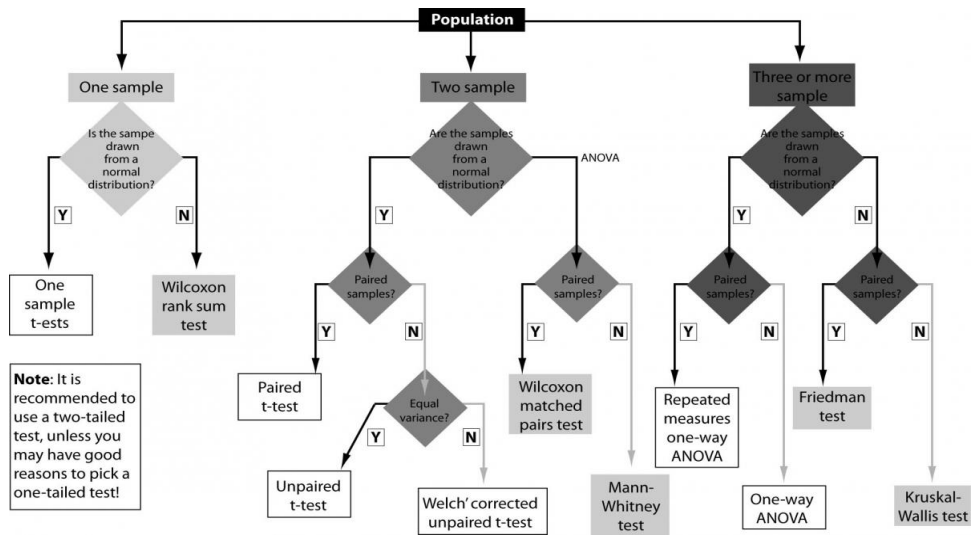 Population
One sample
Two sample
Three or more
sample
Is the sampe
drawn
from a
normal
distribution?
Are the samples
drawn
from a
normal
distribution?
ANOVA
Are the samples
drawn
from a
normal
distribution?
Y
N
Y
Y
N
One
sample
t-ests
Wilcoxon
rank sum
test
Paired
samples?
Paired
samples?
Paired
samples?
Paired
samples?
Y
N
Y
N
Y
N
Y
N
Note: It is
recommended to
use a two-tailed
test, unless you
may have good
reasons to pick a
one-tailed test!
Paired
t-test
Equal
variance?
Wilcoxon
matched
pairs test
Repeated
measures
one-way
ANOVA
Friedman
test
Y
N
Unpaired
t-test
Welch' corrected
unpaired t-test
Mann-
Whitney
test
One-way
ANOVA
Kruskal-
Wallis test